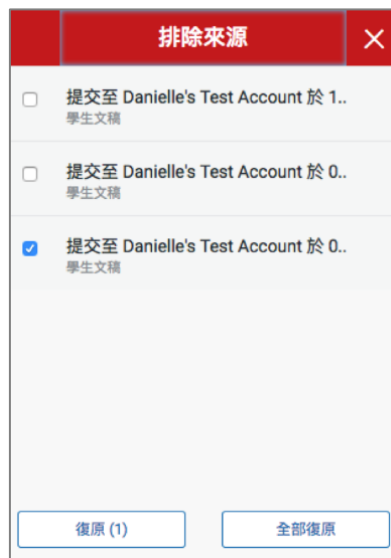 排除來源
提交至 Danielle's Test Account 於 1..
學生文稿
提交至 Danielle's Test Account 於 0..
學生文稿
提交至 Danielle's Test Account 於 0..
學生文稿
復原 (1)
全部復原